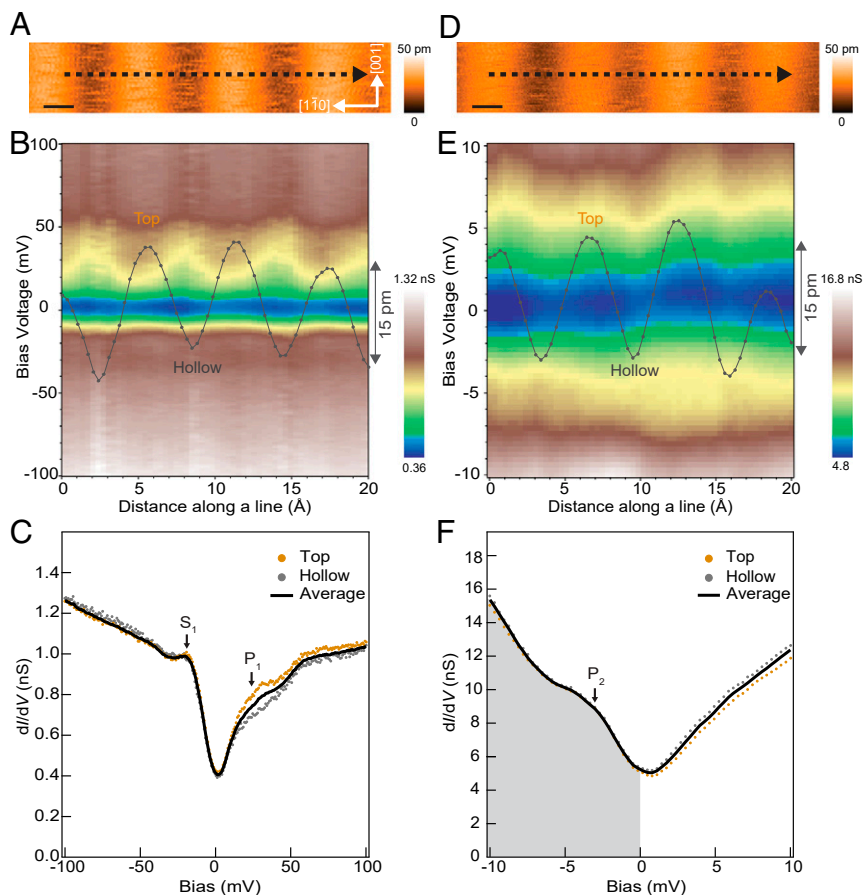 A
50 pm
[001]
[11̄0]
0
B
100
50
0
-50
-100
Bias Voltage (mV)
Top
Hollow
1.32 nS
0.36
15 pm
0 5 10 15 20
Distance along a line (Å)
C
1.4
1.2
1.0
0.8
0.6
0.4
0.2
0.0
dI/dV (nS)
Top
Hollow
Average
S1
P1
-100 -50 0 50 100
Bias (mV)
D
50 pm
0
E
10
5
0
-5
-10
Bias Voltage (mV)
Top
Hollow
16.8 nS
4.8
15 pm
0 5 10 15 20
Distance along a line (Å)
F
18
16
14
12
10
8
6
4
2
0
dI/dV (nS)
Top
Hollow
Average
P2
-10 -5 0 5 10
Bias (mV)